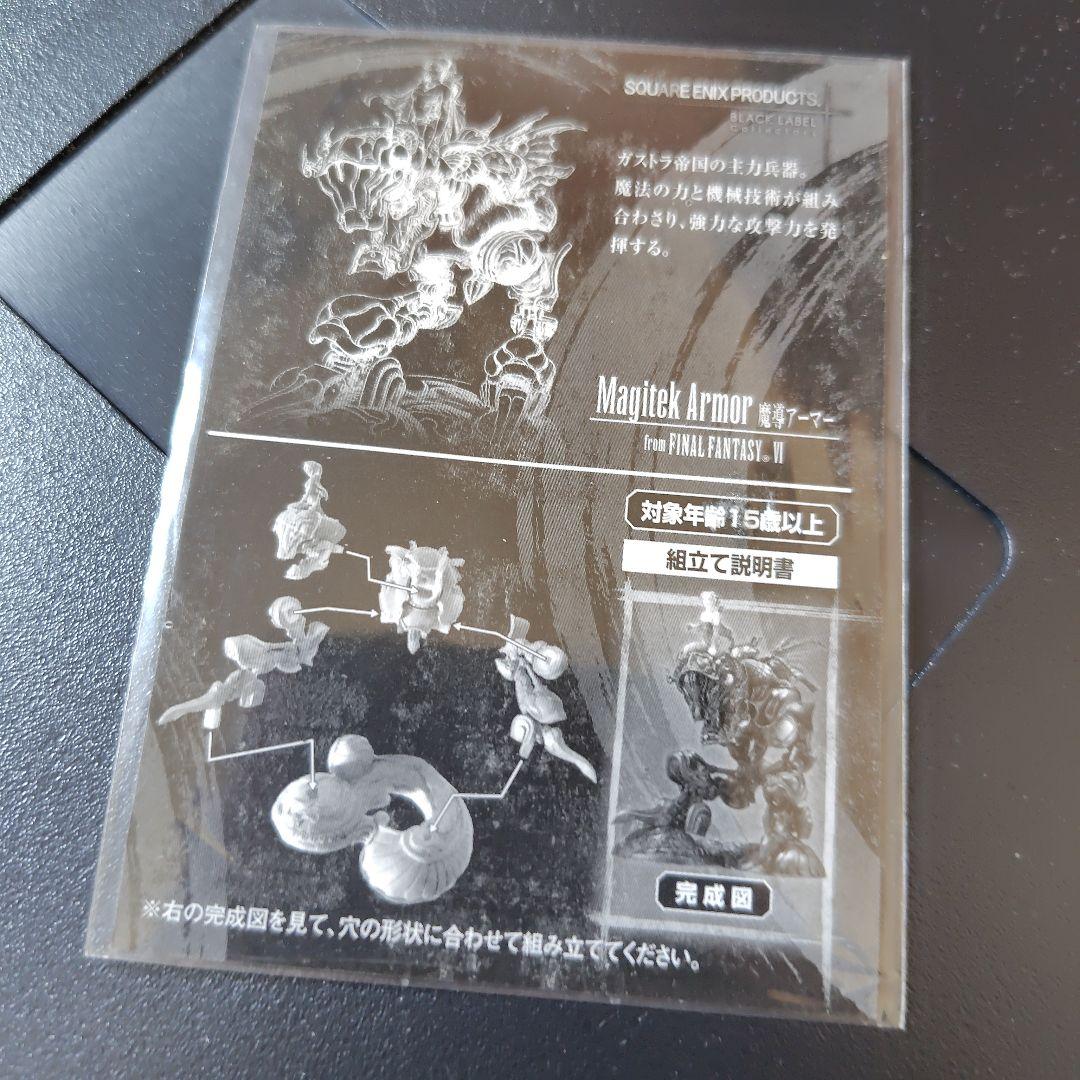 SQUARE ENIX PRODUCTS.
BLACK LABEL
Collection
ガストラ帝国の主力兵器。
魔法の力と機械技術が組み
合わさり、強力な攻撃力を発
揮する。
Magitek Armor 魔導アーマー
from FINAL FANTASY® VI
対象年齢15歳以上
組立て説明書
完成図
※右の完成図を見て、穴の形状に合わせて組み立ててください。